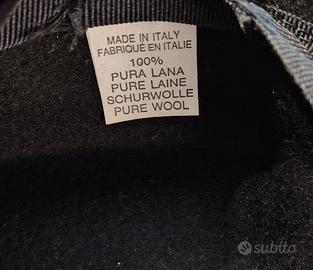 MADE IN ITALY
FABRIQUÉ EN ITALIE
100%
PURA LANA
PURE LAINE
SCHURWOLLE
PURE WOOL
subito